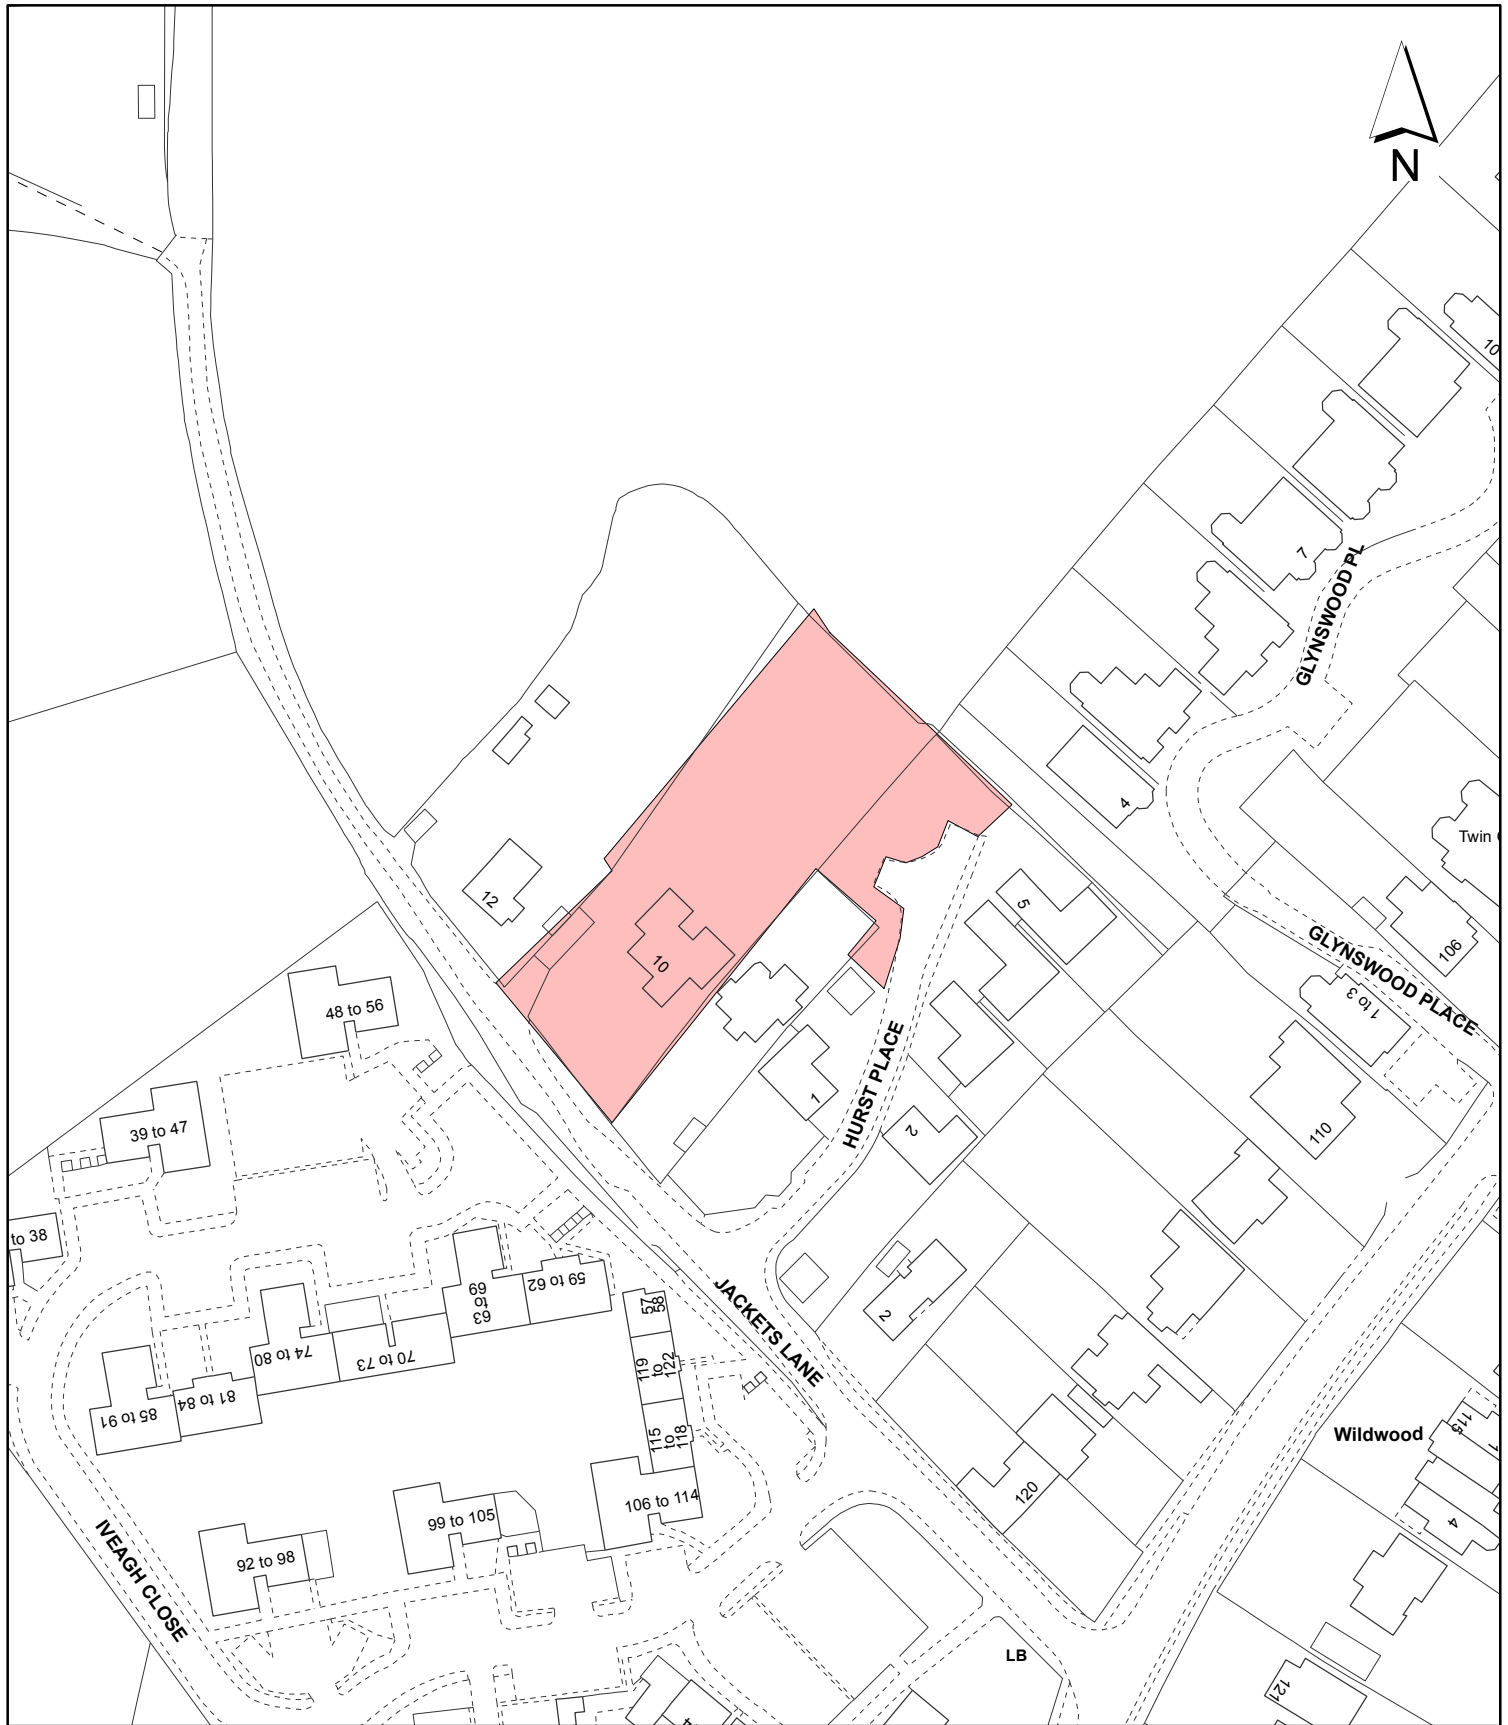 N
10
7
GLYNSWOOD PL
4
Twin
12
5
106
GLYNSWOOD PLACE
1 to 3
10
48 to 56
HURST PLACE
1
2
110
39 to 47
to 38
59 to 62
63
to
69
57
58
JACKETS LANE
2
74 to 80
70 to 73
119
to
122
81 to 84
85 to 91
115
to
118
Wildwood
115
1
120
106 to 114
99 to 105
4
IVEAGH CLOSE
92 to 98
LB
121